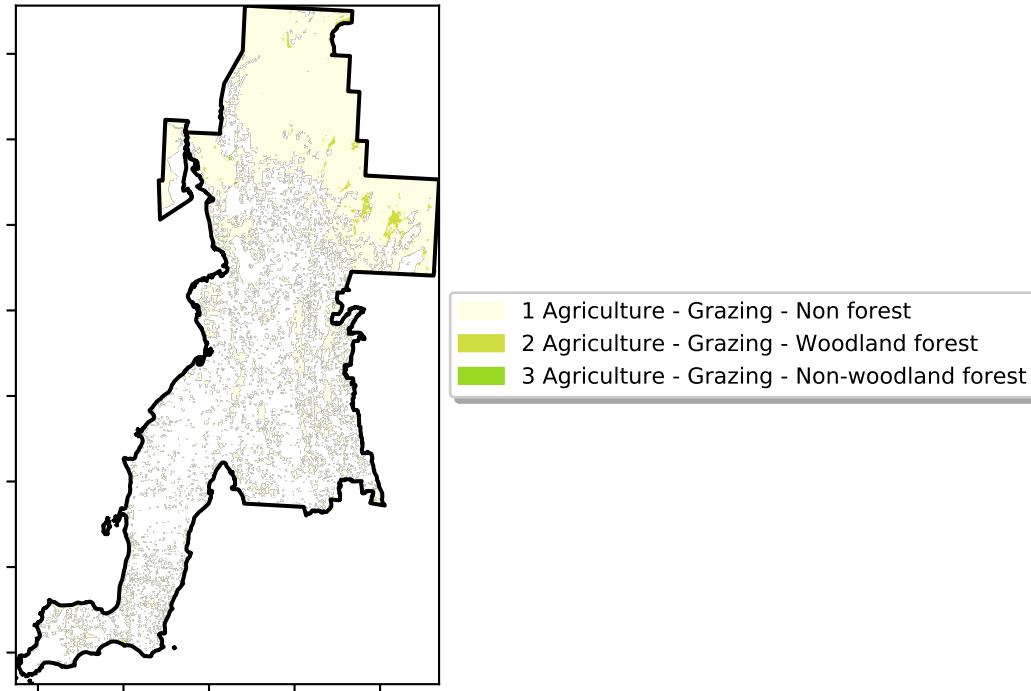 1 Agriculture - Grazing - Non forest
2 Agriculture - Grazing - Woodland forest
3 Agriculture - Grazing - Non-woodland forest